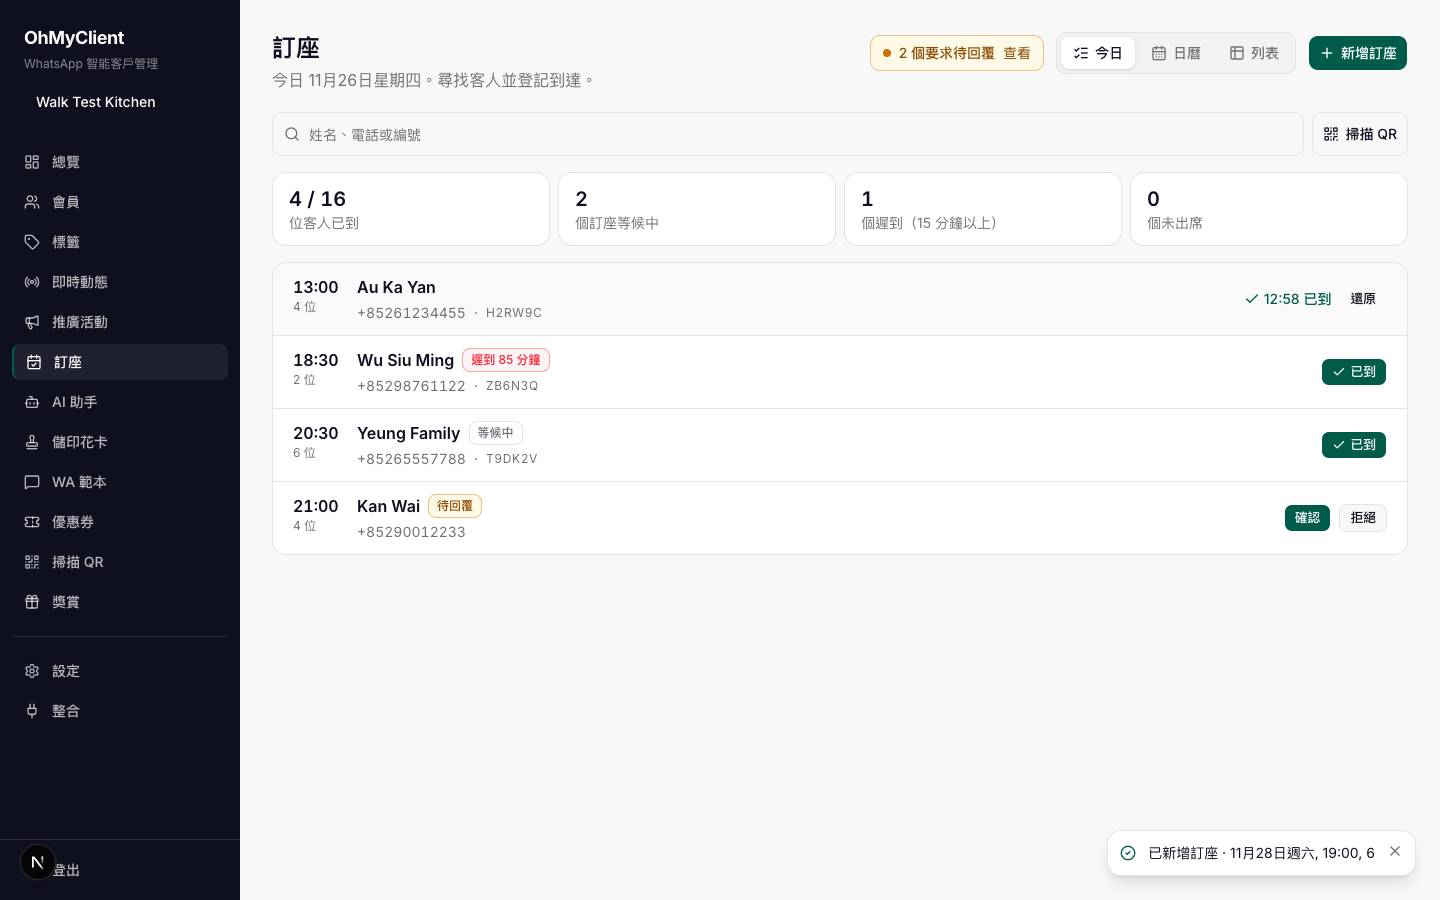 OhMyClient
WhatsApp 智能客戶管理
Walk Test Kitchen
總覽
會員
標籤
即時動態
推廣活動
訂座
AI 助手
儲印花卡
WA 範本
優惠券
掃描 QR
獎賞
設定
整合
登出
訂座
今日 11月26日星期四。尋找客人並登記到達。
2 個要求待回覆 查看
今日
日曆
列表
新增訂座
姓名、電話或編號
掃描 QR
4 / 16
位客人已到
2
個訂座等候中
1
個遲到（15 分鐘以上）
0
個未出席
13:00 Au Ka Yan
4 位 +85261234455 · H2RW9C
12:58 已到 還原
18:30 Wu Siu Ming 遲到 85 分鐘
2 位 +85298761122 · ZB6N3Q
已到
20:30 Yeung Family 等候中
6 位 +85265557788 · T9DK2V
已到
21:00 Kan Wai 待回覆
4 位 +85290012233
確認 拒絕
已新增訂座 · 11月28日週六, 19:00, 6